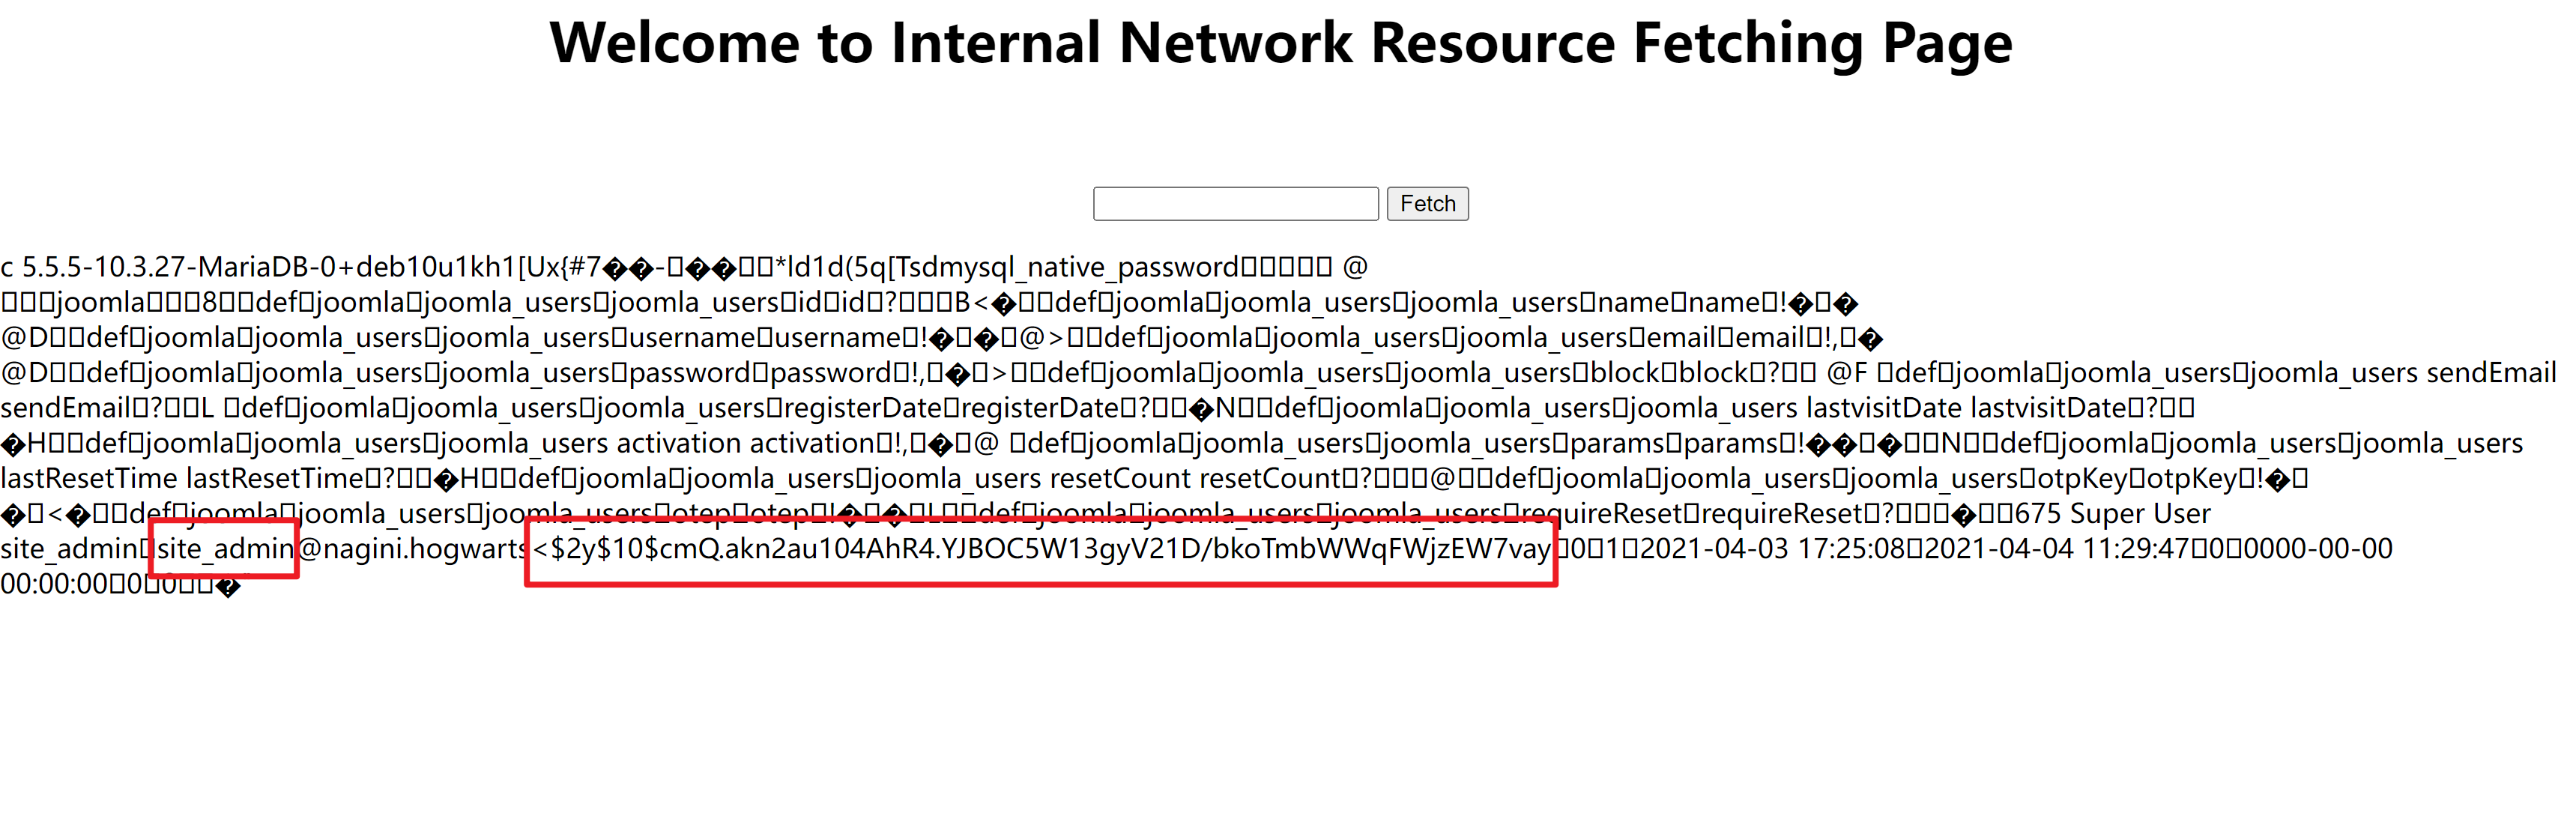 Welcome to Internal Network Resource Fetching Page
Fetch
c 5.5.5-10.3.27-MariaDB-0+deb10u1kh1[Ux{#7��-▯��▯▯*ld1d(5q[Tsdmysql_native_password▯▯▯▯▯ @
▯▯▯joomla▯▯▯8▯▯def▯joomla▯joomla_users▯joomla_users▯id▯id▯?▯▯▯B<�▯▯def▯joomla▯joomla_users▯joomla_users▯name▯name▯!�▯�
@D▯▯def▯joomla▯joomla_users▯joomla_users▯username▯username▯!�▯�▯@>▯▯def▯joomla▯joomla_users▯joomla_users▯email▯email▯!,▯�
@D▯▯def▯joomla▯joomla_users▯joomla_users▯password▯password▯!,▯�▯>▯▯def▯joomla▯joomla_users▯joomla_users▯block▯block▯?▯▯ @F ▯def▯joomla▯joomla_users▯joomla_users sendEmail
sendEmail▯?▯▯L ▯def▯joomla▯joomla_users▯joomla_users▯registerDate▯registerDate▯?▯▯�N▯▯def▯joomla▯joomla_users▯joomla_users lastvisitDate lastvisitDate▯?▯▯
�H▯▯def▯joomla▯joomla_users▯joomla_users activation activation▯!,▯�▯@ ▯def▯joomla▯joomla_users▯joomla_users▯params▯params▯!��▯�▯▯N▯▯def▯joomla▯joomla_users▯joomla_users
lastResetTime lastResetTime▯?▯▯�H▯▯def▯joomla▯joomla_users▯joomla_users resetCount resetCount▯?▯▯▯@▯▯def▯joomla▯joomla_users▯joomla_users▯otpKey▯otpKey▯!�▯
�▯<�▯▯def▯joomla▯joomla_users▯joomla_users▯otep▯otep▯!�▯�▯L▯▯def▯joomla▯joomla_users▯joomla_users▯requireReset▯requireReset▯?▯▯▯�▯▯675 Super User
site_admin▯site_admin@nagini.hogwarts<$2y$10$cmQ.akn2au104AhR4.YJBOC5W13gyV21D/bkoTmbWWqFWjzEW7vay▯0▯1▯2021-04-03 17:25:08▯2021-04-04 11:29:47▯0▯0000-00-00
00:00:00▯0▯0▯▯�"